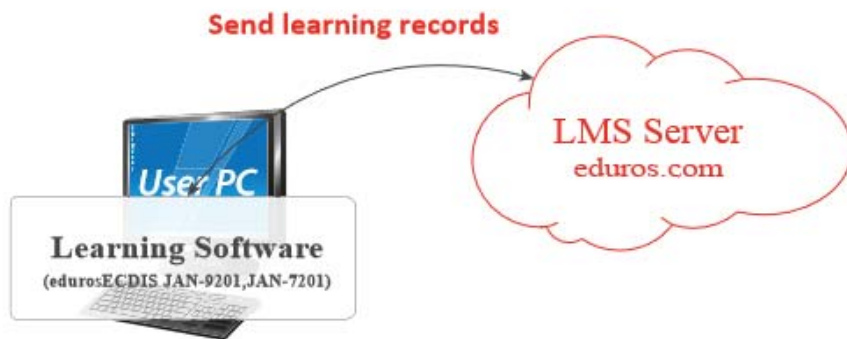 Send learning records
LMS Server
eduros.com
User PC
Learning Software
(edurosECDIS JAN-9201,JAN-7201)